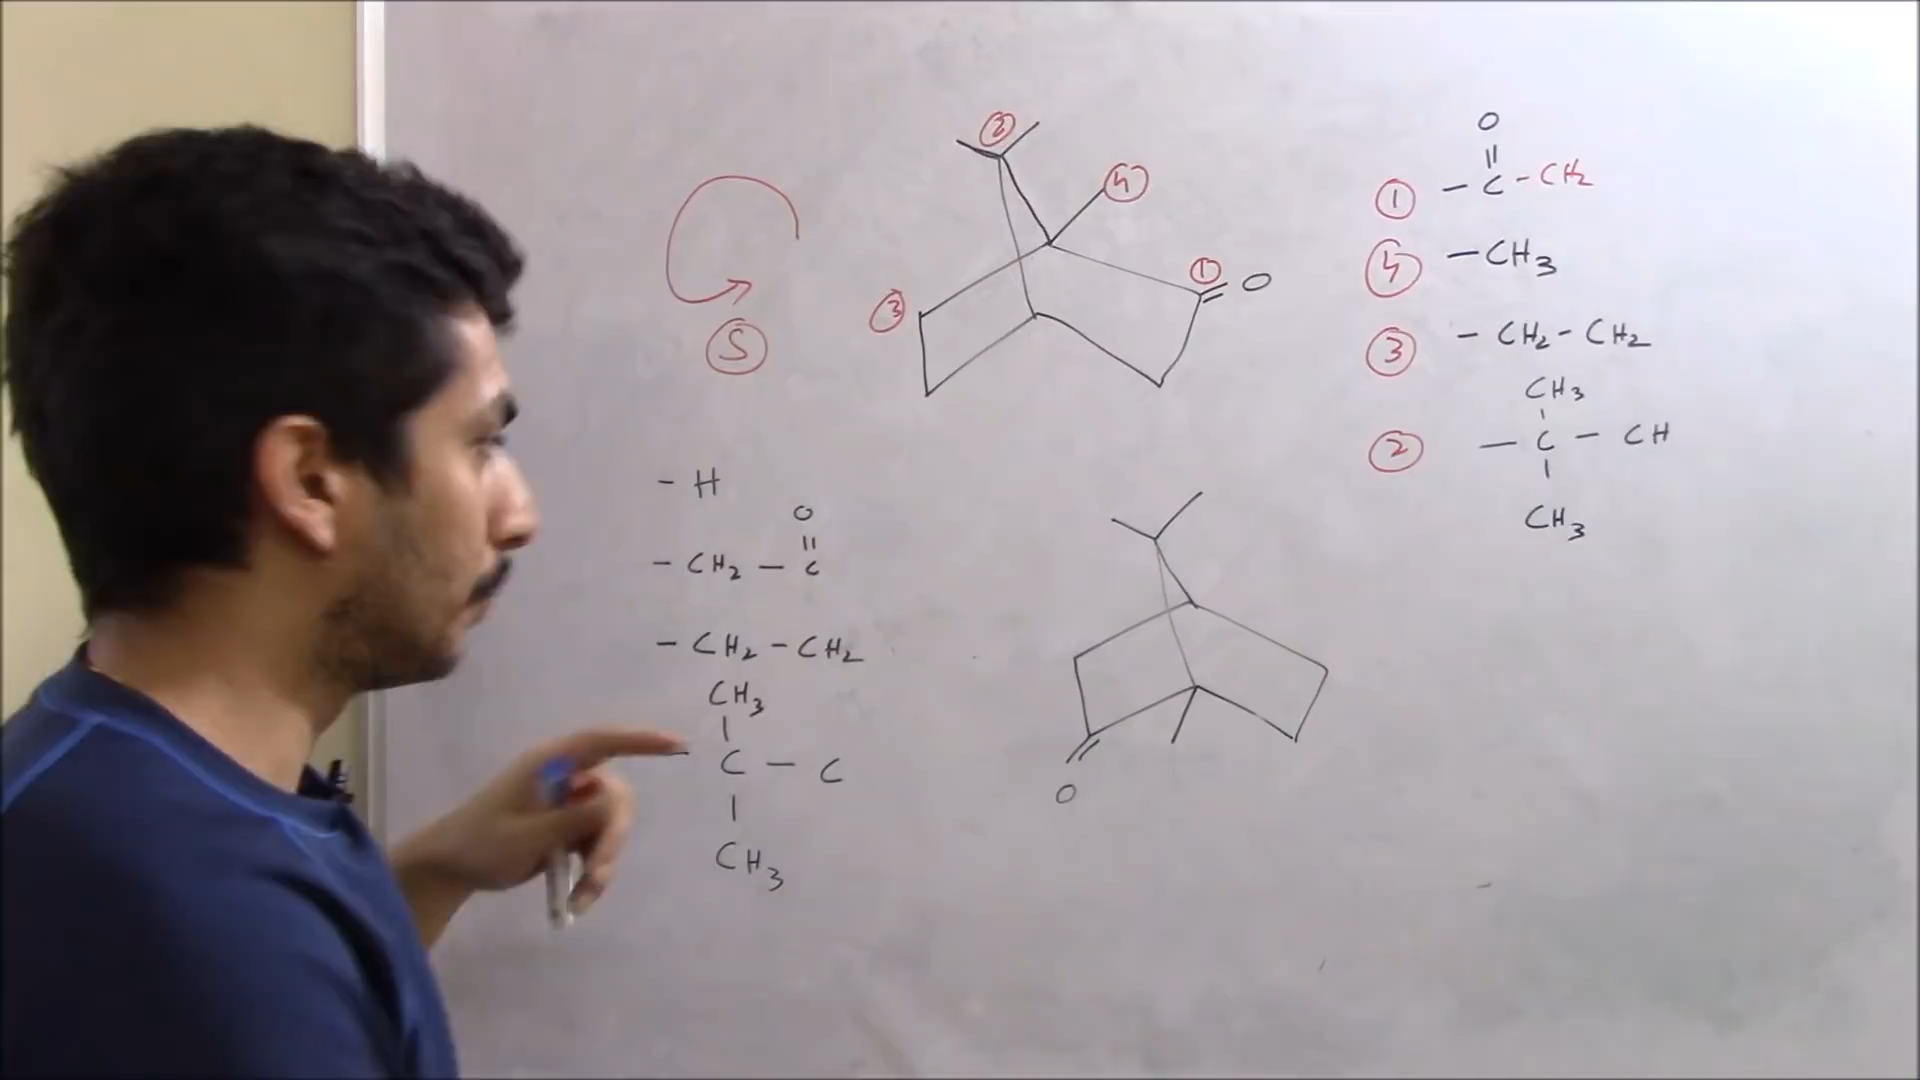 2
4
1 O
3
S
O
||
1 - C - CH2
4 - CH3
3 - CH2 - CH2
CH3
2 - C - CH
CH3
- H
O
||
- CH2 - C
- CH2 - CH2
CH3
- C - C
CH3
O